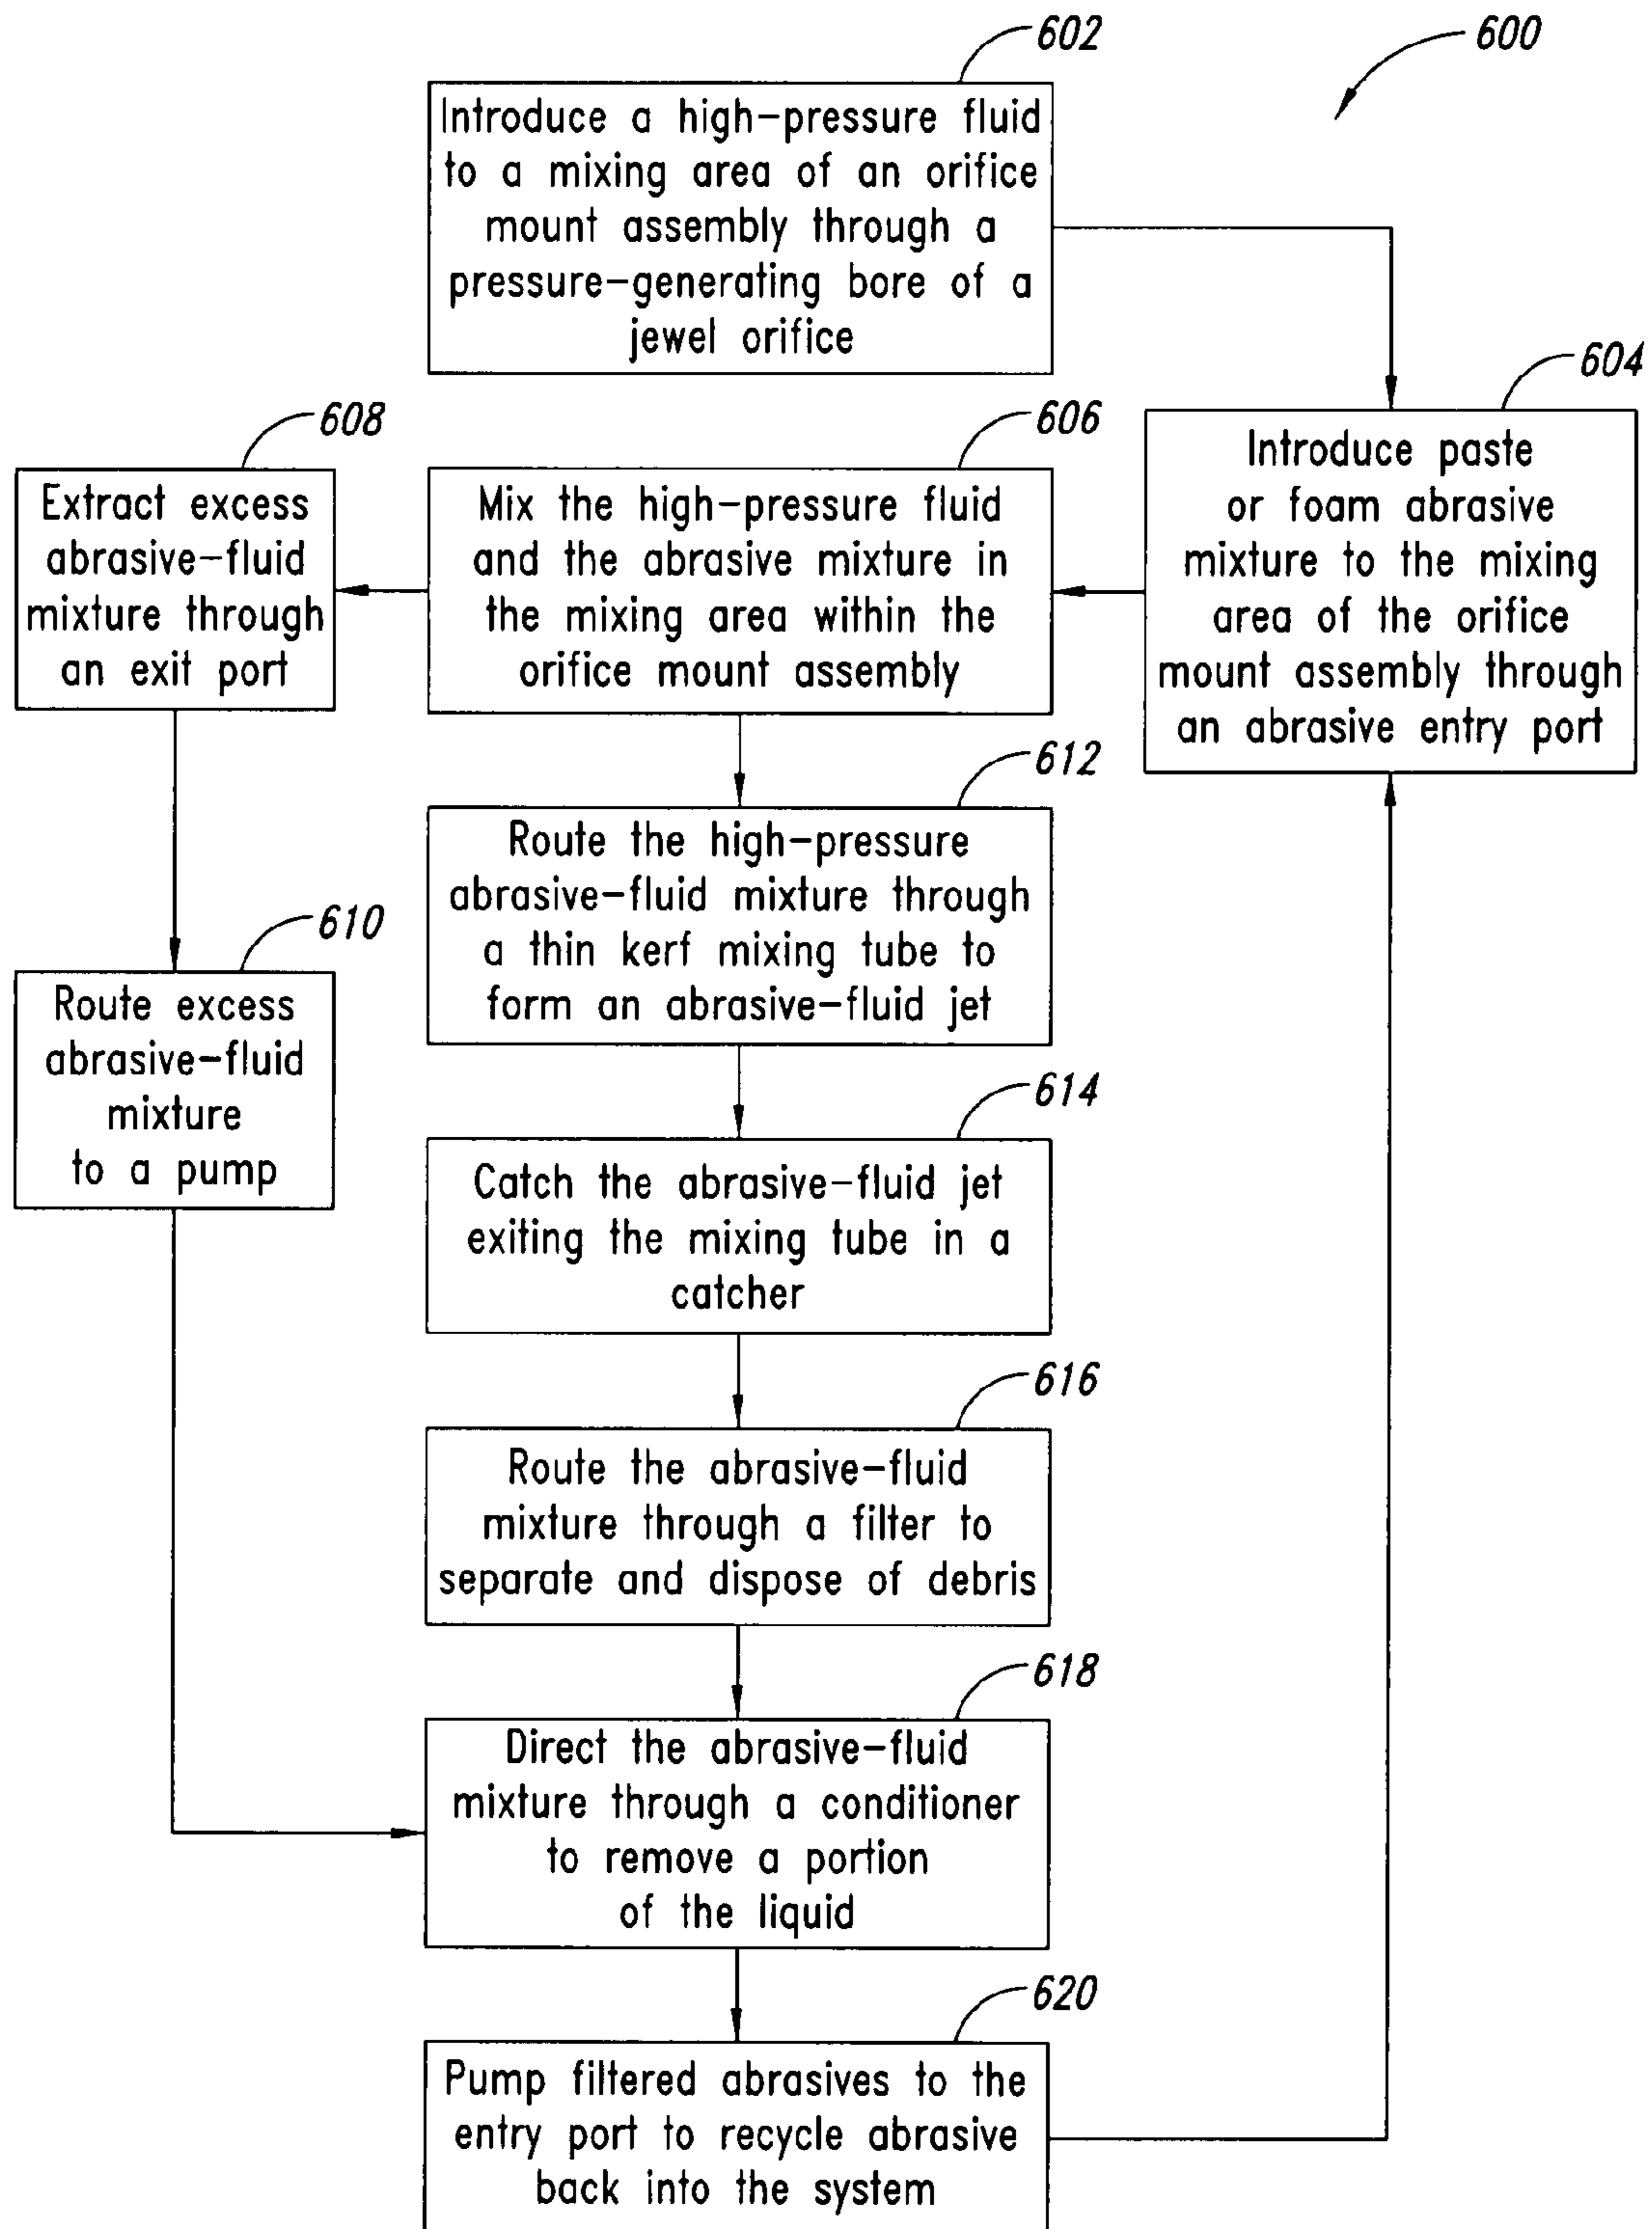 602
600
Introduce a high-pressure fluid
to a mixing area of an orifice
mount assembly through a
pressure-generating bore of a
jewel orifice
604
Introduce paste
or foam abrasive
mixture to the mixing
area of the orifice
mount assembly through
an abrasive entry port
606
Mix the high-pressure fluid
and the abrasive mixture in
the mixing area within the
orifice mount assembly
608
Extract excess
abrasive-fluid
mixture through
an exit port
610
Route excess
abrasive-fluid
mixture
to a pump
612
Route the high-pressure
abrasive-fluid mixture through
a thin kerf mixing tube to
form an abrasive-fluid jet
614
Catch the abrasive-fluid jet
exiting the mixing tube in a
catcher
616
Route the abrasive-fluid
mixture through a filter to
separate and dispose of debris
618
Direct the abrasive-fluid
mixture through a conditioner
to remove a portion
of the liquid
620
Pump filtered abrasives to the
entry port to recycle abrasive
back into the system